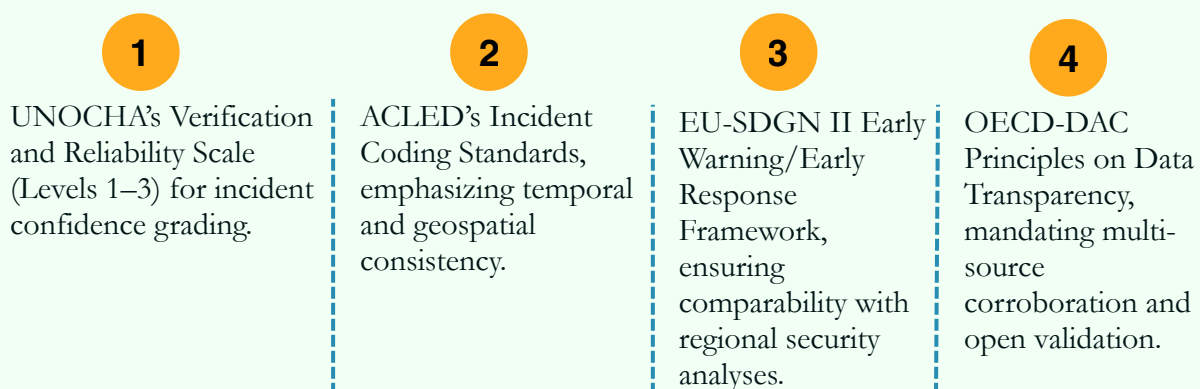 1
UNOCHA’s Verification
and Reliability Scale
(Levels 1–3) for incident
confidence grading.
2
ACLED’s Incident
Coding Standards,
emphasizing temporal
and geospatial
consistency.
3
EU-SDGN II Early
Warning/Early
Response
Framework,
ensuring
comparability with
regional security
analyses.
4
OECD-DAC
Principles on Data
Transparency,
mandating multi-
source
corroboration and
open validation.